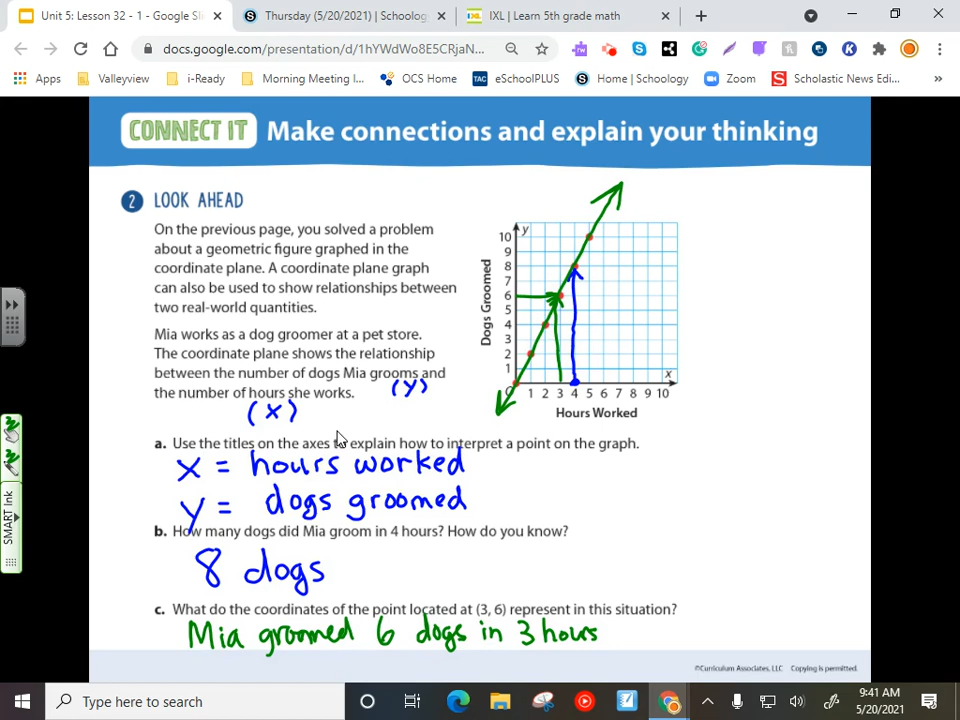 Unit 5: Lesson 32 - 1 - Google Sli
Thursday (5/20/2021) | Schoolog
IXL | Learn 5th grade math
docs.google.com/presentation/d/1hYWdWo8E5CRjaN...
Apps
Valleyview
i-Ready
Morning Meeting I...
OCS Home
TAC
eSchoolPLUS
Home | Schoology
Zoom
Scholastic News Edi...
CONNECT IT Make connections and explain your thinking
2 LOOK AHEAD
On the previous page, you solved a problem
about a geometric figure graphed in the
coordinate plane. A coordinate plane graph
can also be used to show relationships between
two real-world quantities.
Mia works as a dog groomer at a pet store.
The coordinate plane shows the relationship
between the number of dogs Mia grooms and
(y)
the number of hours she works.
(x)
Dogs Groomed
y
10
9
8
7
6
5
4
3
2
1
O
1 2 3 4 5 6 7 8 9 10
x
Hours Worked
a. Use the titles on the axes to explain how to interpret a point on the graph.
x = hours worked
y = dogs groomed
b. How many dogs did Mia groom in 4 hours? How do you know?
8 dogs
c. What do the coordinates of the point located at (3, 6) represent in this situation?
Mia groomed 6 dogs in 3 hours
©Curriculum Associates, LLC Copying is permitted.
SMART Ink
Type here to search
9:41 AM
5/20/2021